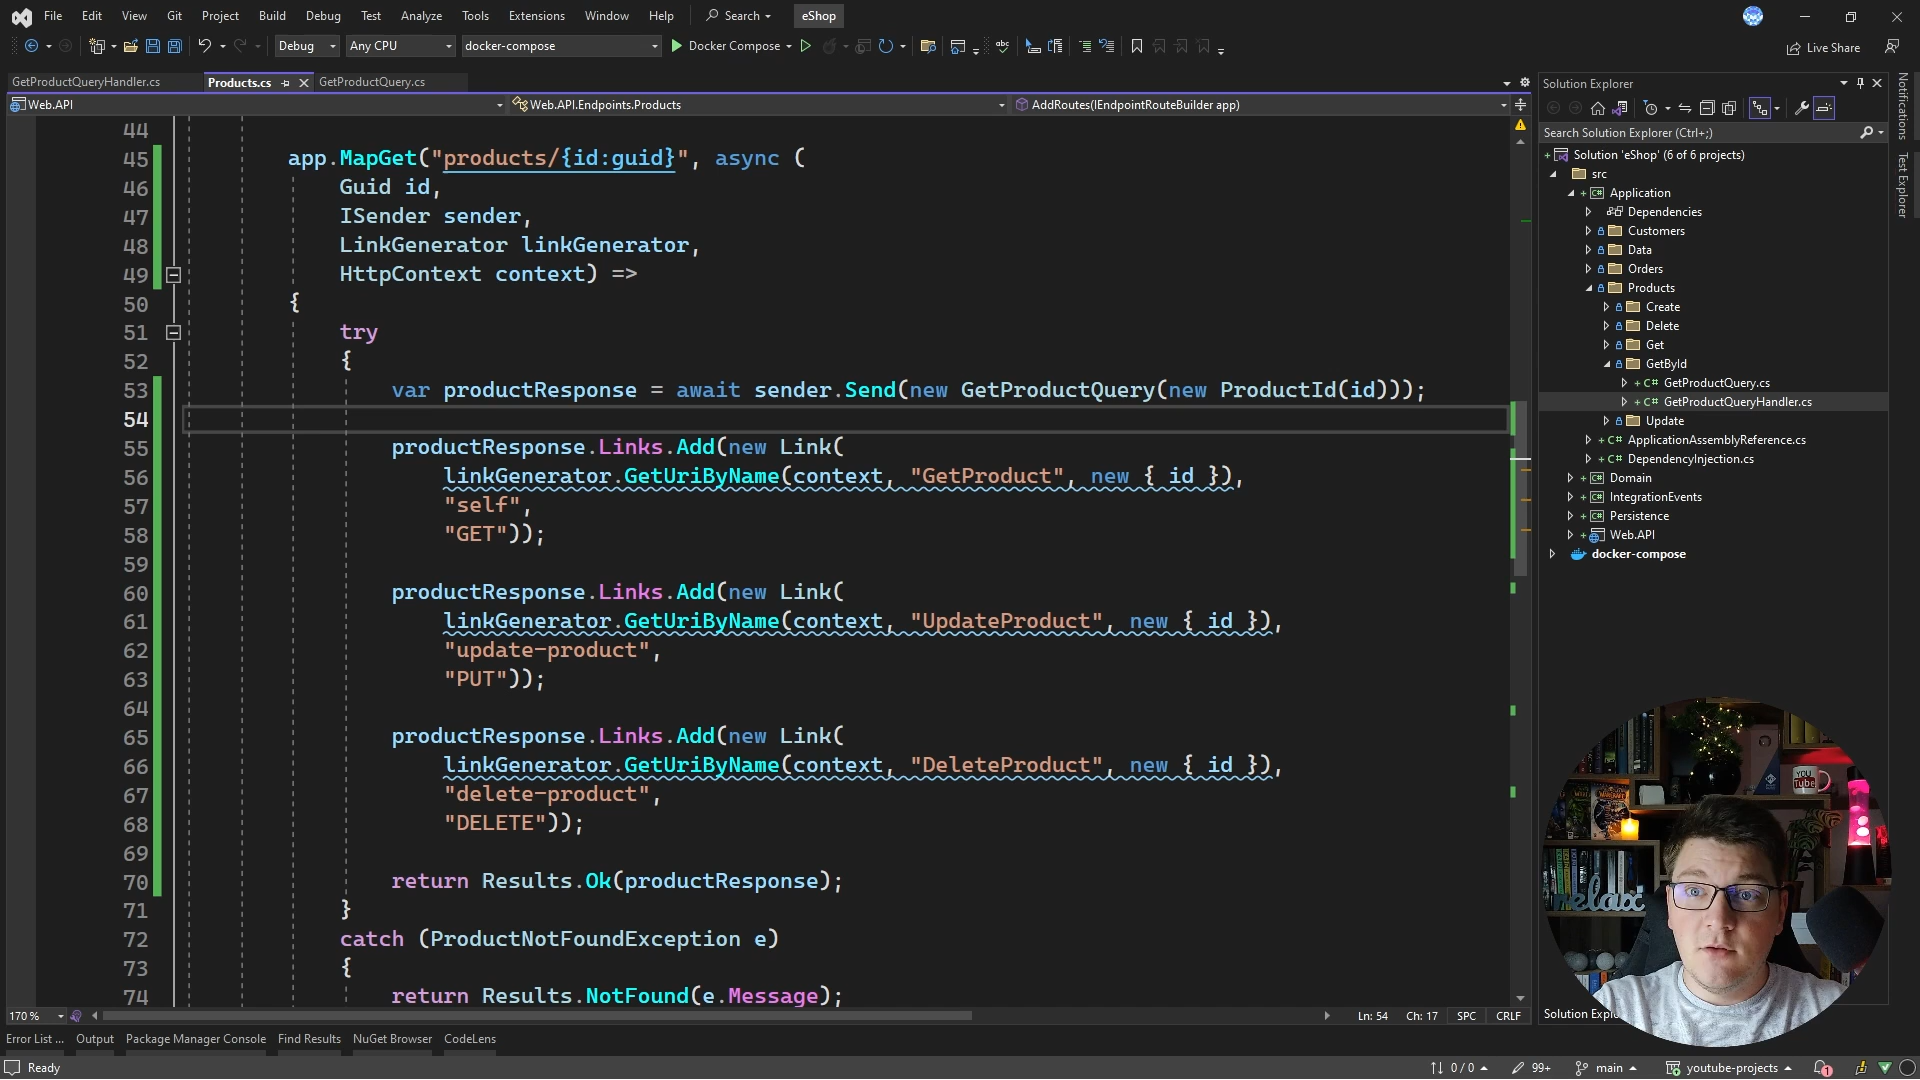 File Edit View Git Project Build Debug Test Analyze Tools Extensions Window Help Search eShop
Debug Any CPU docker-compose Docker Compose Live Share
GetProductQueryHandler.cs Products.cs GetProductQuery.cs
Web.API Web.API.Endpoints.Products AddRoutes(IEndpointRouteBuilder app)
44
45 app.MapGet("products/{id:guid}", async (
46 Guid id,
47 ISender sender,
48 LinkGenerator linkGenerator,
49 HttpContext context) =>
50 {
51 try
52 {
53 var productResponse = await sender.Send(new GetProductQuery(new ProductId(id)));
54
55 productResponse.Links.Add(new Link(
56 linkGenerator.GetUriByName(context, "GetProduct", new { id }),
57 "self",
58 "GET"));
59
60 productResponse.Links.Add(new Link(
61 linkGenerator.GetUriByName(context, "UpdateProduct", new { id }),
62 "update-product",
63 "PUT"));
64
65 productResponse.Links.Add(new Link(
66 linkGenerator.GetUriByName(context, "DeleteProduct", new { id }),
67 "delete-product",
68 "DELETE"));
69
70 return Results.Ok(productResponse);
71 }
72 catch (ProductNotFoundException e)
73 {
74 return Results.NotFound(e.Message);
170 % Ln: 54 Ch: 17 SPC CRLF
Error List ... Output Package Manager Console Find Results NuGet Browser CodeLens
Ready 0 / 0 99+ main youtube-projects 1
Solution Explorer
Search Solution Explorer (Ctrl+;)
Solution 'eShop' (6 of 6 projects)
src
Application
Dependencies
Customers
Data
Orders
Products
Create
Delete
Get
GetById
GetProductQuery.cs
GetProductQueryHandler.cs
Update
ApplicationAssemblyReference.cs
DependencyInjection.cs
Domain
IntegrationEvents
Persistence
Web.API
docker-compose
Solution Explo
Notifications
Test Explorer
YOU
Tube
relax